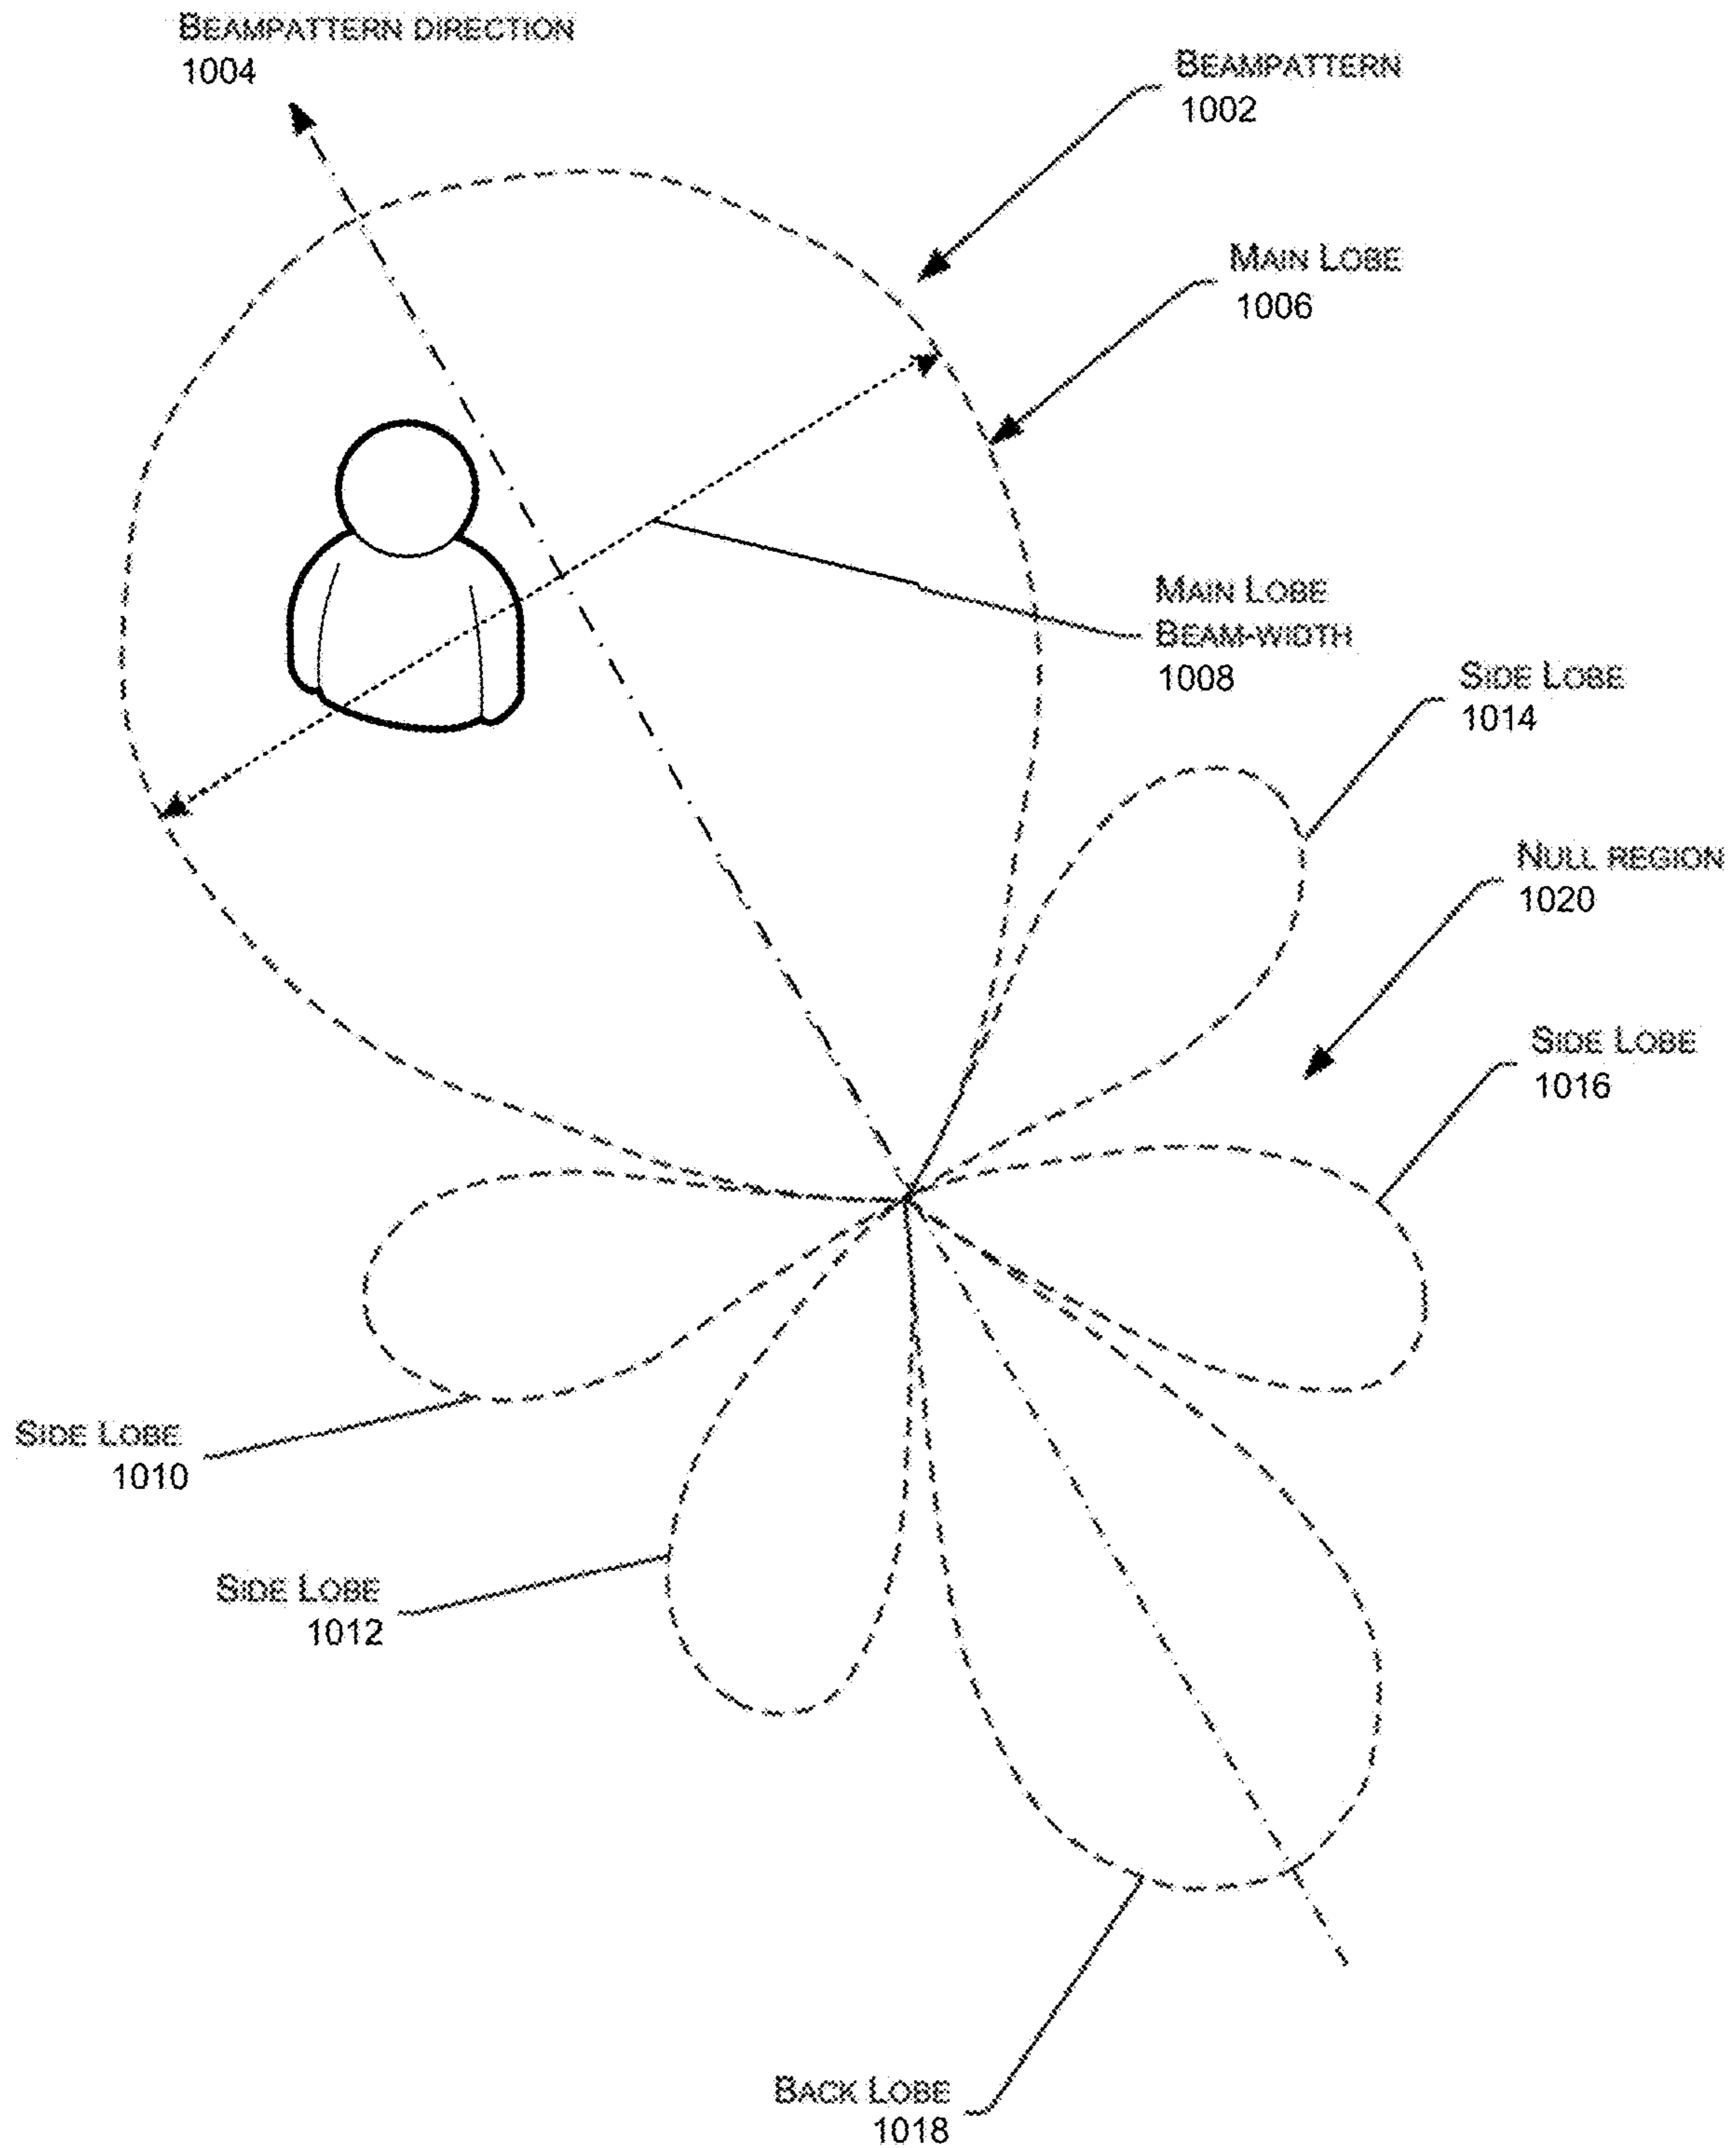 BEAMPATTERN DIRECTION
1004
BEAMPATTERN
1002
MAIN LOBE
1006
MAIN LOBE
BEAM-WIDTH
1008
SIDE LOBE
1014
NULL REGION
1020
SIDE LOBE
1016
SIDE LOBE
1010
SIDE LOBE
1012
BACK LOBE
1018